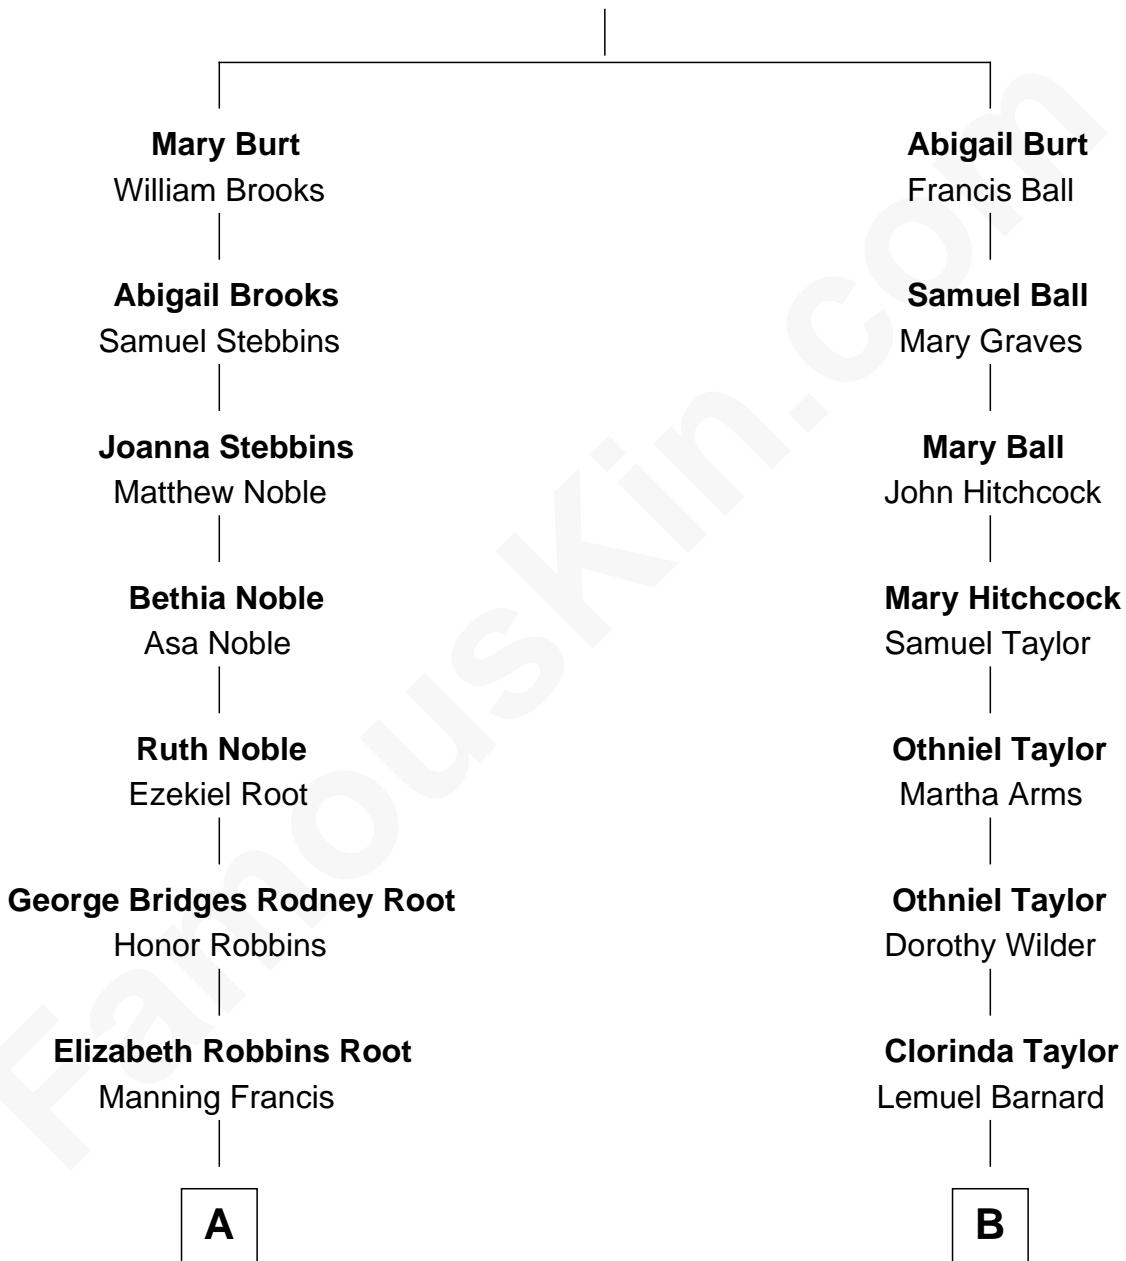 Mary Burt
William Brooks
Abigail Burt
Francis Ball
Abigail Brooks
Samuel Stebbins
Samuel Ball
Mary Graves
Joanna Stebbins
Matthew Noble
Mary Ball
John Hitchcock
Bethia Noble
Asa Noble
Mary Hitchcock
Samuel Taylor
Ruth Noble
Ezekiel Root
Othniel Taylor
Martha Arms
George Bridges Rodney Root
Honor Robbins
Othniel Taylor
Dorothy Wilder
Elizabeth Robbins Root
Manning Francis
Clorinda Taylor
Lemuel Barnard
A
B
FamousKin.com